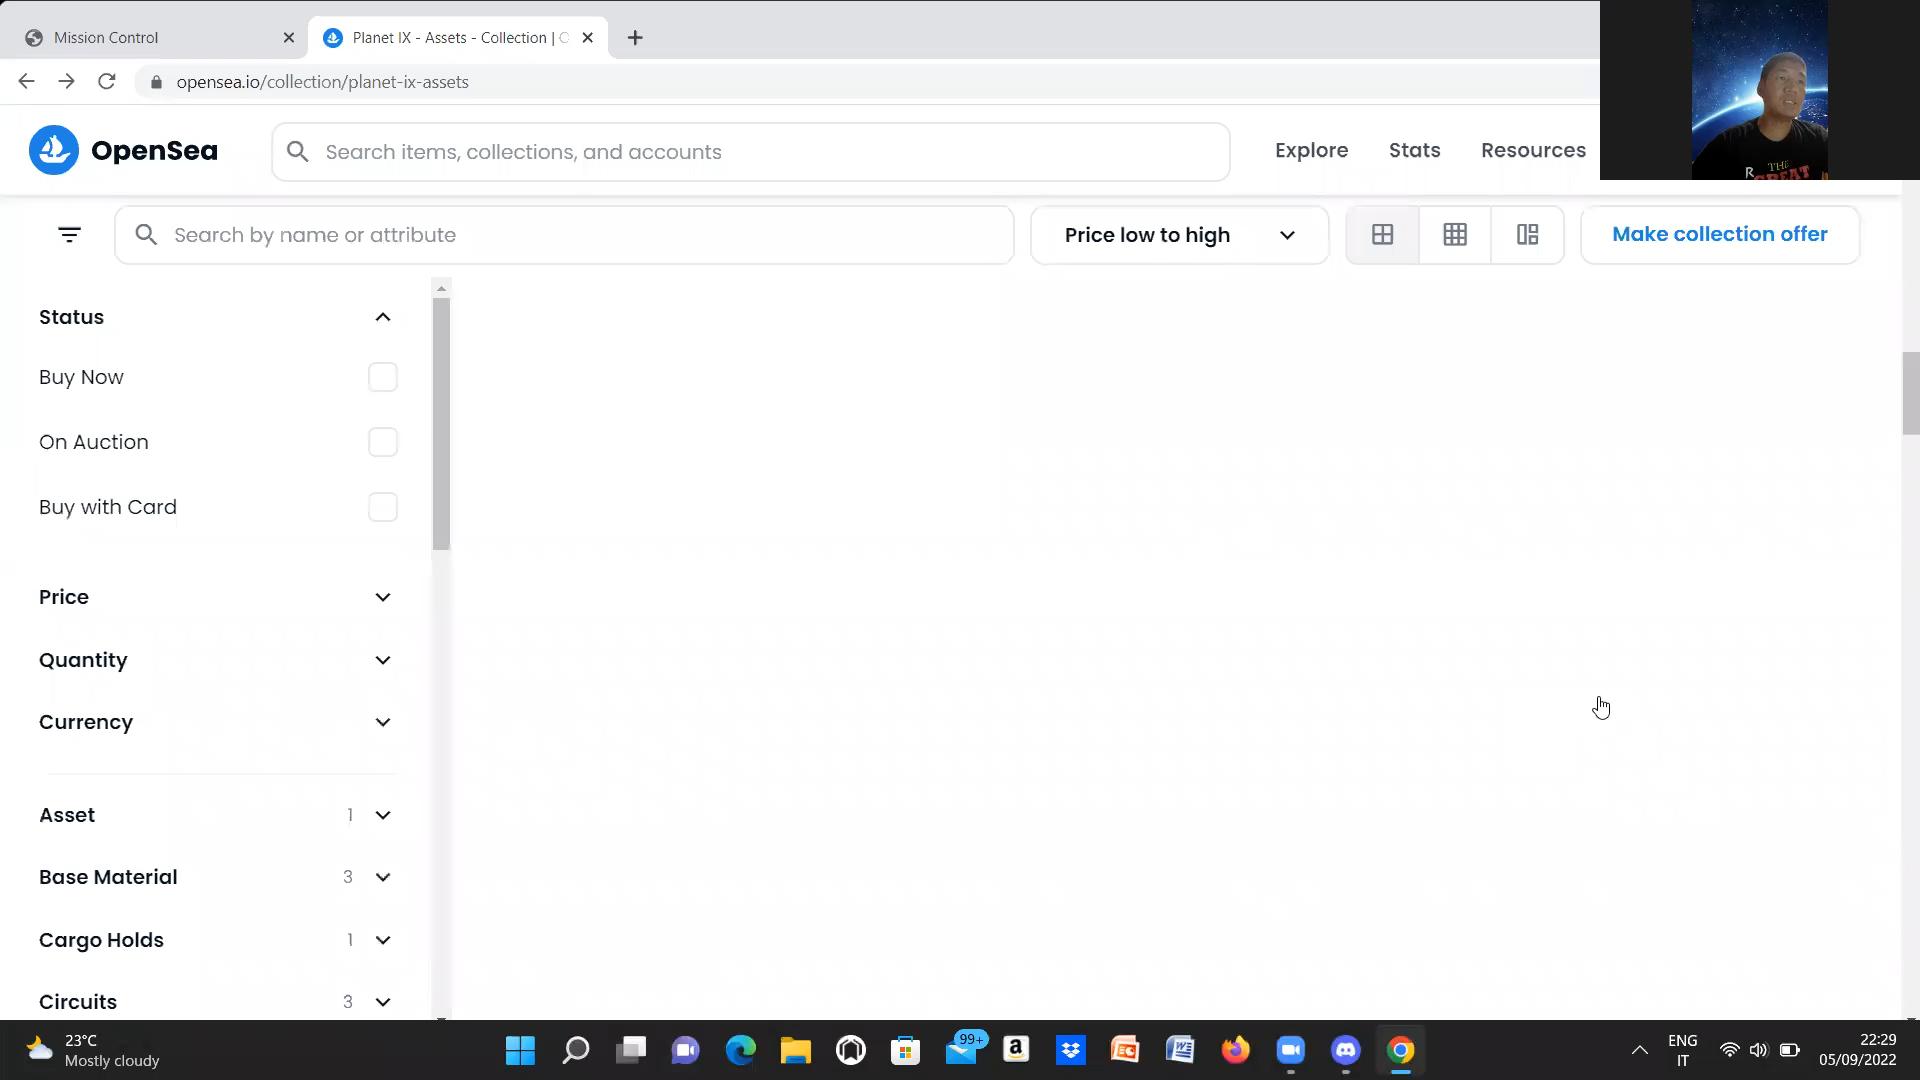 Mission Control
Planet IX - Assets - Collection |
opensea.io/collection/planet-ix-assets
OpenSea
Search items, collections, and accounts
Explore
Stats
Resources
THE
GREAT
Search by name or attribute
Price low to high
Make collection offer
Status
Buy Now
On Auction
Buy with Card
Price
Quantity
Currency
Asset 1
Base Material 3
Cargo Holds 1
Circuits 3
23°C
Mostly cloudy
99+
ENG
IT
22:29
05/09/2022